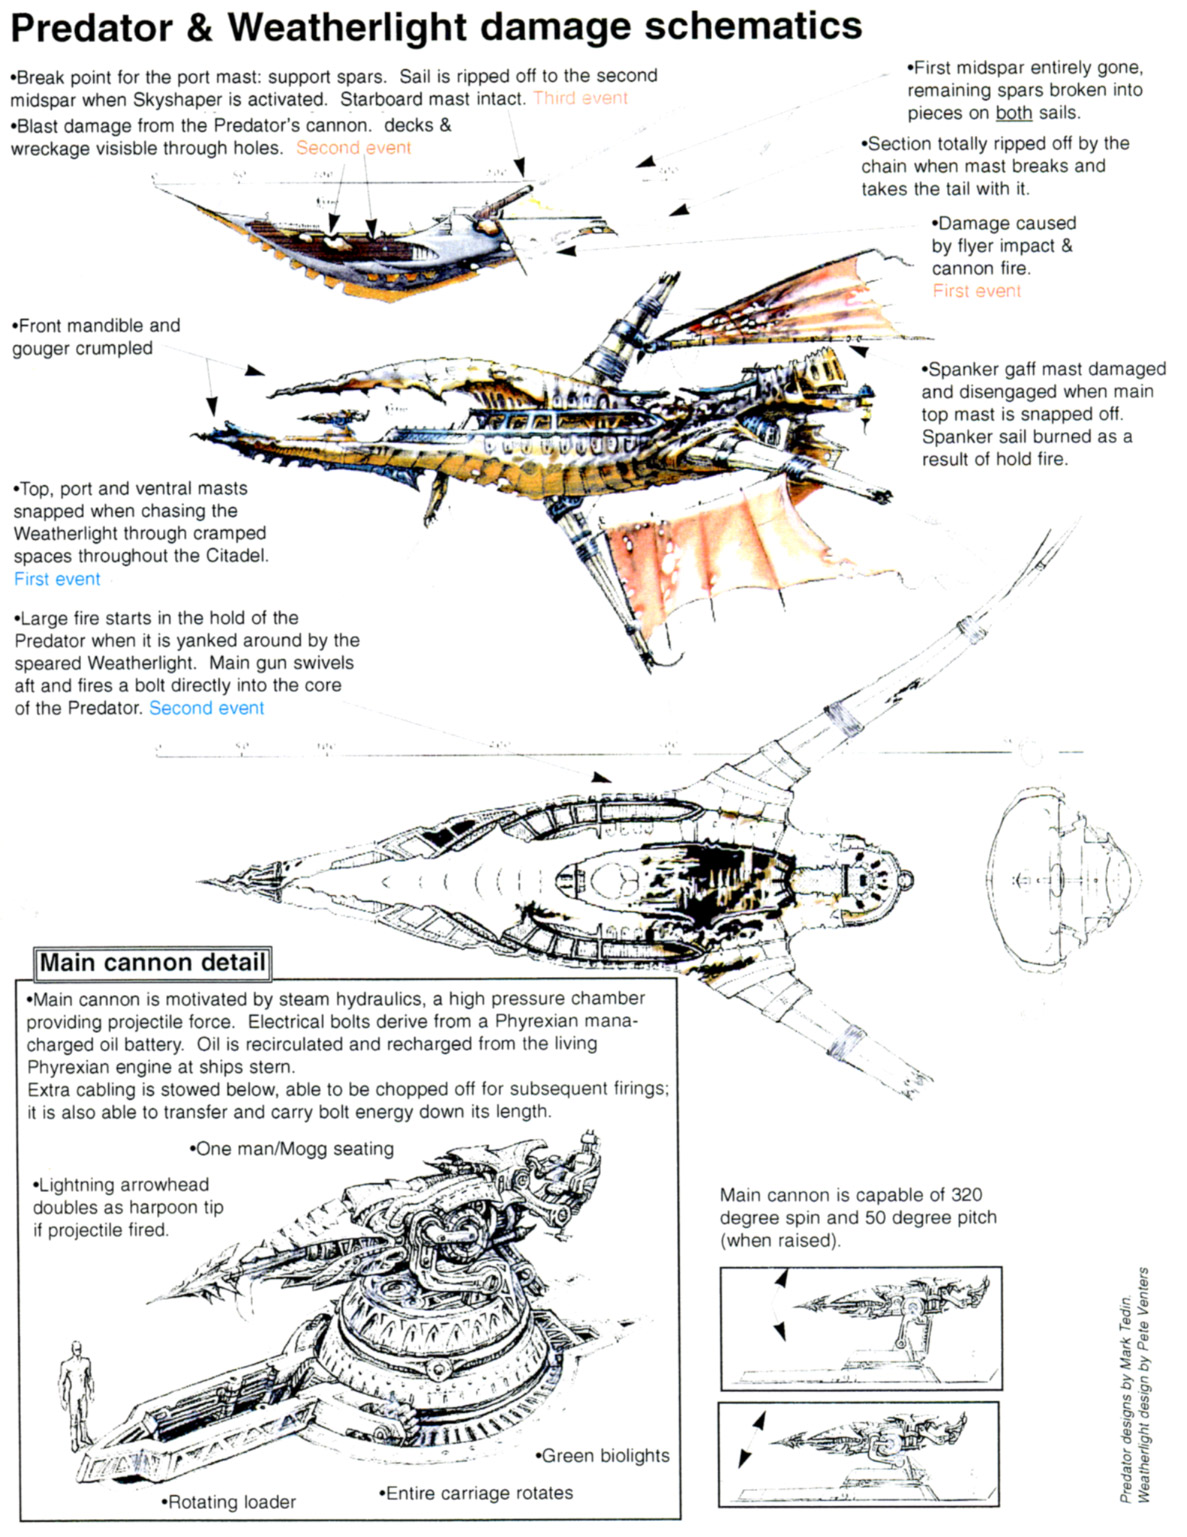 Predator & Weatherlight damage schematics
•Break point for the port mast: support spars. Sail is ripped off to the second
midspar when Skyshaper is activated. Starboard mast intact. Third event
•Blast damage from the Predator's cannon. decks &
wreckage visisble through holes. Second event
•First midspar entirely gone,
remaining spars broken into
pieces on both sails.
•Section totally ripped off by the
chain when mast breaks and
takes the tail with it.
•Damage caused
by flyer impact &
cannon fire.
First event
•Front mandible and
gouger crumpled
•Spanker gaff mast damaged
and disengaged when main
top mast is snapped off.
Spanker sail burned as a
result of hold fire.
•Top, port and ventral masts
snapped when chasing the
Weatherlight through cramped
spaces throughout the Citadel.
First event
•Large fire starts in the hold of the
Predator when it is yanked around by the
speared Weatherlight. Main gun swivels
aft and fires a bolt directly into the core
of the Predator. Second event
Main cannon detail
•Main cannon is motivated by steam hydraulics, a high pressure chamber
providing projectile force. Electrical bolts derive from a Phyrexian mana-
charged oil battery. Oil is recirculated and recharged from the living
Phyrexian engine at ships stern.
Extra cabling is stowed below, able to be chopped off for subsequent firings;
it is also able to transfer and carry bolt energy down its length.
•One man/Mogg seating
•Lightning arrowhead
doubles as harpoon tip
if projectile fired.
•Green biolights
•Entire carriage rotates
•Rotating loader
Main cannon is capable of 320
degree spin and 50 degree pitch
(when raised).
Predator designs by Mark Tedin.
Weatherlight design by Pete Venters